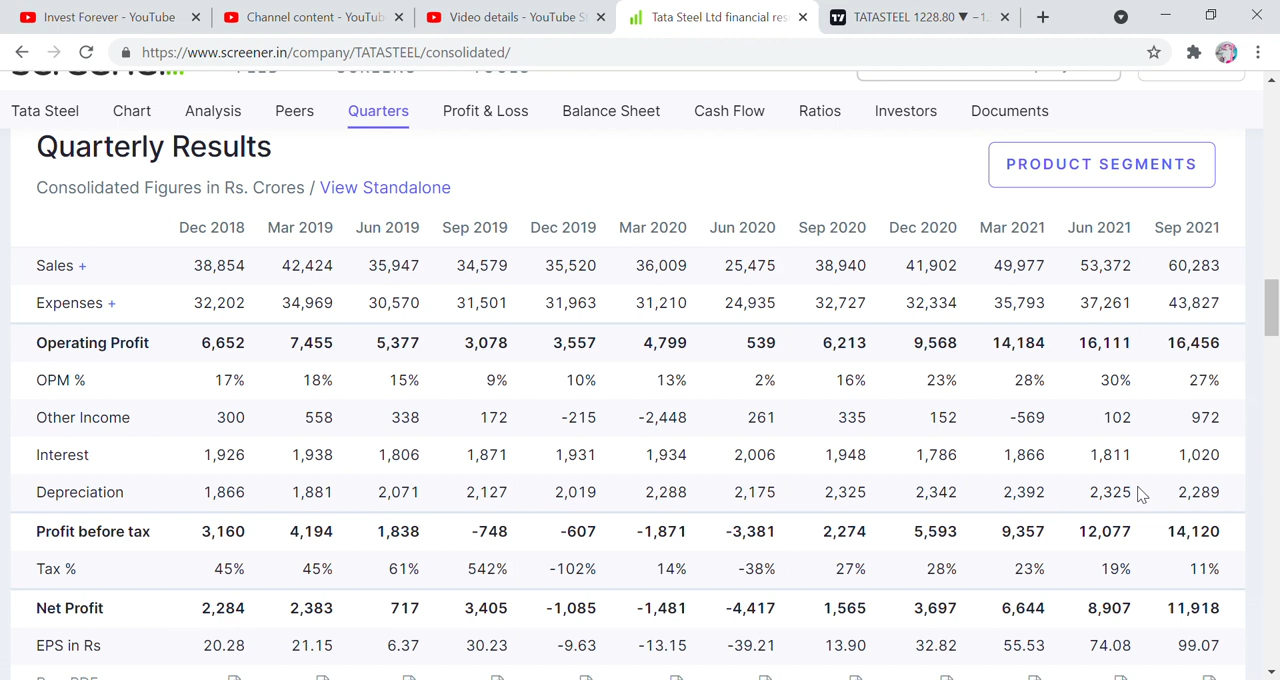 Invest Forever - YouTube
Channel content - YouTub
Video details - YouTube S
Tata Steel Ltd financial res
TATASTEEL 1228.80 ▼ −1.
https://www.screener.in/company/TATASTEEL/consolidated/
Tata Steel Chart Analysis Peers Quarters Profit & Loss Balance Sheet Cash Flow Ratios Investors Documents
Quarterly Results
PRODUCT SEGMENTS
Consolidated Figures in Rs. Crores / View Standalone
Dec 2018 Mar 2019 Jun 2019 Sep 2019 Dec 2019 Mar 2020 Jun 2020 Sep 2020 Dec 2020 Mar 2021 Jun 2021 Sep 2021
Sales + 38,854 42,424 35,947 34,579 35,520 36,009 25,475 38,940 41,902 49,977 53,372 60,283
Expenses + 32,202 34,969 30,570 31,501 31,963 31,210 24,935 32,727 32,334 35,793 37,261 43,827
Operating Profit 6,652 7,455 5,377 3,078 3,557 4,799 539 6,213 9,568 14,184 16,111 16,456
OPM % 17% 18% 15% 9% 10% 13% 2% 16% 23% 28% 30% 27%
Other Income 300 558 338 172 -215 -2,448 261 335 152 -569 102 972
Interest 1,926 1,938 1,806 1,871 1,931 1,934 2,006 1,948 1,786 1,866 1,811 1,020
Depreciation 1,866 1,881 2,071 2,127 2,019 2,288 2,175 2,325 2,342 2,392 2,325 2,289
Profit before tax 3,160 4,194 1,838 -748 -607 -1,871 -3,381 2,274 5,593 9,357 12,077 14,120
Tax % 45% 45% 61% 542% -102% 14% -38% 27% 28% 23% 19% 11%
Net Profit 2,284 2,383 717 3,405 -1,085 -1,481 -4,417 1,565 3,697 6,644 8,907 11,918
EPS in Rs 20.28 21.15 6.37 30.23 -9.63 -13.15 -39.21 13.90 32.82 55.53 74.08 99.07